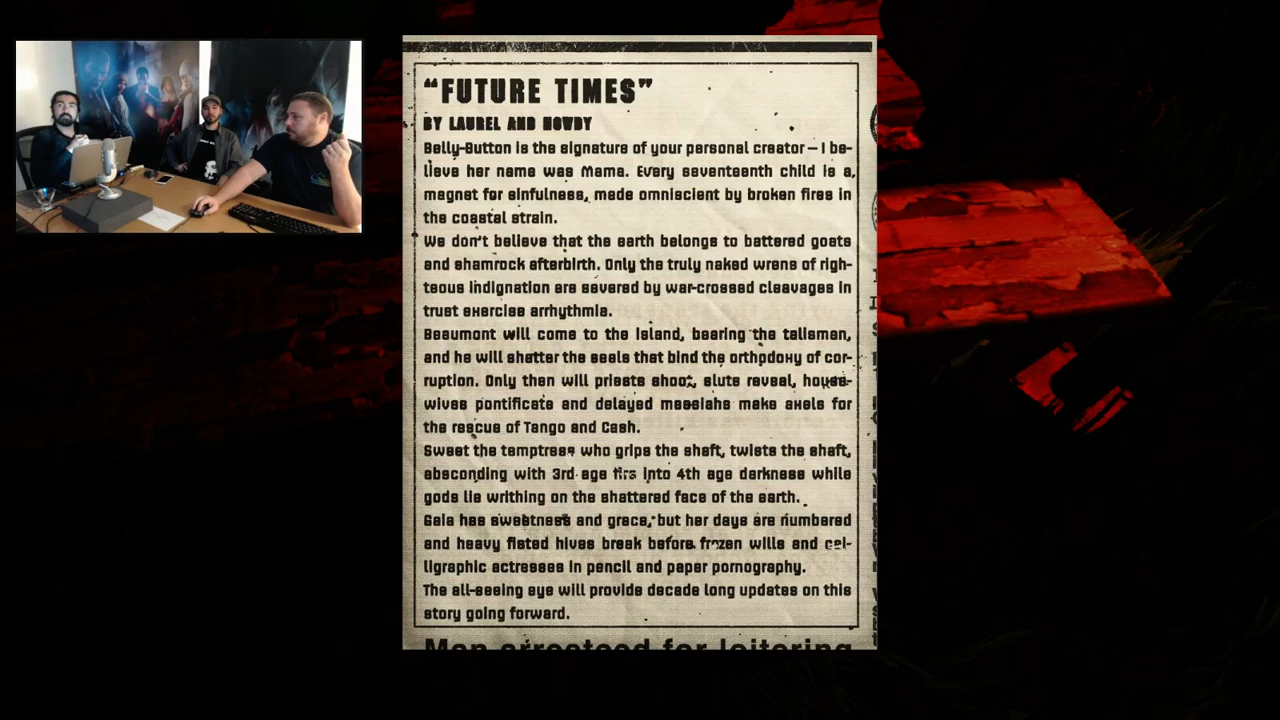 “FUTURE TIMES”
BY LAUREL AND HOWDY
Belly-Button is the signature of your personal creator – I be-
lieve her name was Mama. Every seventeenth child is a
magnet for sinfulness, made omniscient by broken fires in
the coastal strain.
We don't believe that the earth belongs to battered goats
and shamrock afterbirth. Only the truly naked wrens of righ-
teous indignation are severed by war-crossed cleavages in
trust exercise arrhythmia.
Beaumont will come to the island, bearing the talisman,
and he will shatter the seals that bind the orthpdoxy of cor-
ruption. Only then will priests shoot, sluts reveal, house-
wives pontificate and delayed messiahs make axels for
the rescue of Tango and Cash.
Sweet the temptress who grips the shaft, twists the shaft,
absconding with 3rd age fire into 4th age darkness while
gods lie writhing on the shattered face of the earth.
Gaia has sweetness and grace, but her days are numbered
and heavy fisted hives break before frozen wills and cal-
ligraphic actresses in pencil and paper pornography.
The all-seeing eye will provide decade long updates on this
story going forward.
Man arrested for loitering